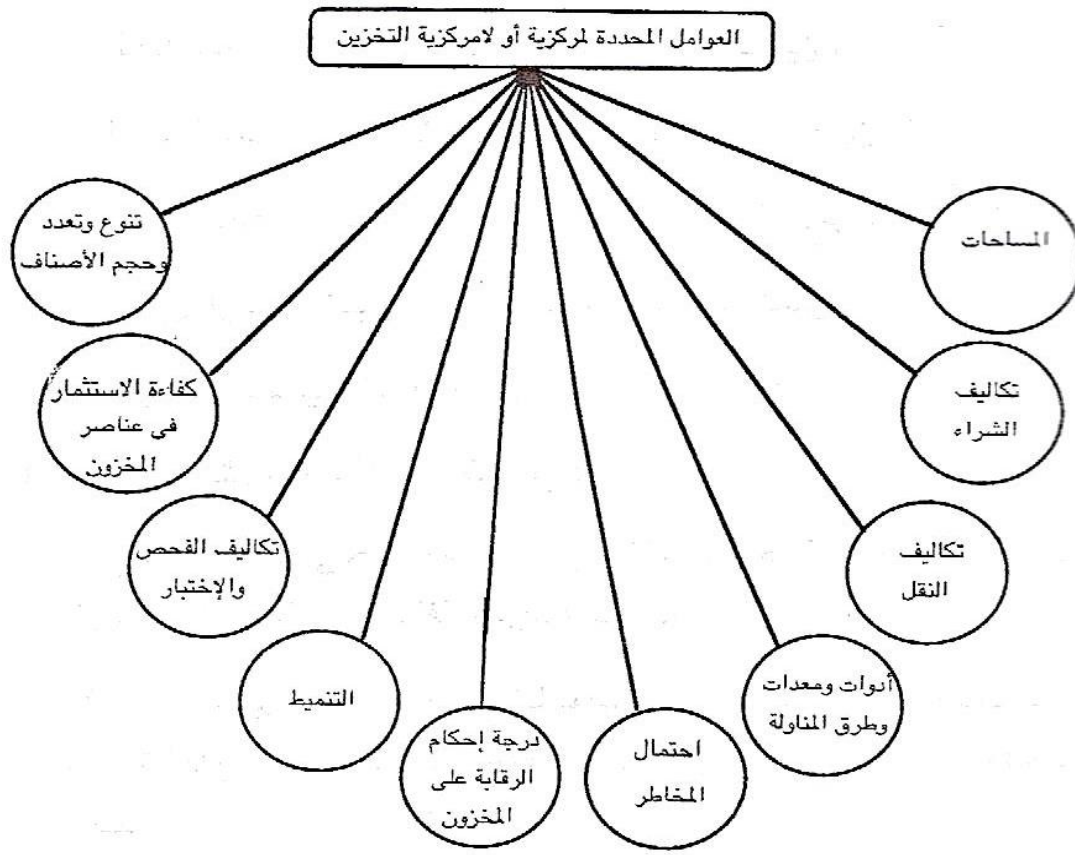 العوامل المحددة لمركزية أو لامركزية التخزين
المساحات
تكاليف
الشراء
تكاليف
النقل
أدوات ومعدات
وطرق المناولة
احتمال
المخاطر
درجة إحكام
الرقابة على
المخزون
التنميط
تكاليف الفحص
والإختبار
كفاءة الاستثمار
في عناصر
المخزون
تنوع وتعدد
وحجم الأصناف